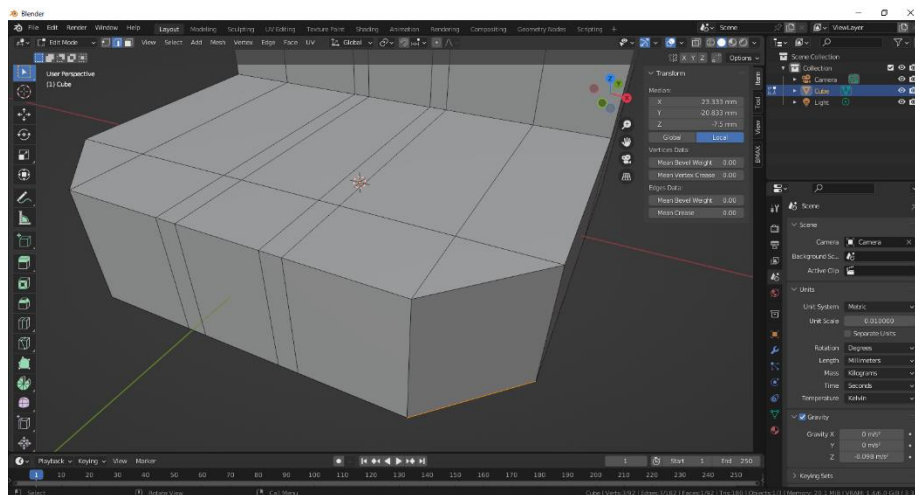 Blender
File Edit Render Window Help Layout Modeling Sculpting UV Editing Texture Paint Shading Animation Rendering Compositing Geometry Nodes Scripting + Scene ViewLayer
Edit Mode View Select Add Mesh Vertex Edge Face UV Global
X Y Z Options
User Perspective
(1) Cube
Transform
Median:
X 23.333 mm
Y -20.833 mm
Z -7.5 mm
Global Local
Vertices Data:
Mean Bevel Weight 0.00
Mean Vertex Crease 0.00
Edges Data:
Mean Bevel Weight 0.00
Mean Crease 0.00
Item
Tool
View
Scene Collection
Collection
Camera
Cube
Light
Scene
Scene
Camera Camera
Background Sc..
Active Clip
Units
Unit System Metric
Unit Scale 0.010000
Separate Units
Rotation Degrees
Length Millimeters
Mass Kilograms
Time Seconds
Temperature Kelvin
Gravity
Gravity X 0 m/s²
Y 0 m/s²
Z -0.098 m/s²
Keying Sets
Playback Keying View Marker 1 Start 1 End 250
1 10 20 30 40 50 60 70 80 90 100 110 120 130 140 150 160 170 180 190 200 210 220 230 240 250
Select Rotate View Call Menu